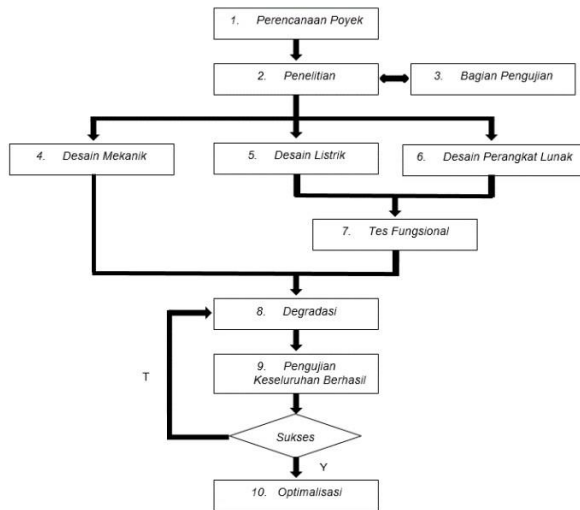 1. Perencanaan Poyek
2. Penelitian
3. Bagian Pengujian
4. Desain Mekanik
5. Desain Listrik
6. Desain Perangkat Lunak
7. Tes Fungsional
8. Degradasi
9. Pengujian
Keseluruhan Berhasil
T
Sukses
Y
10. Optimalisasi